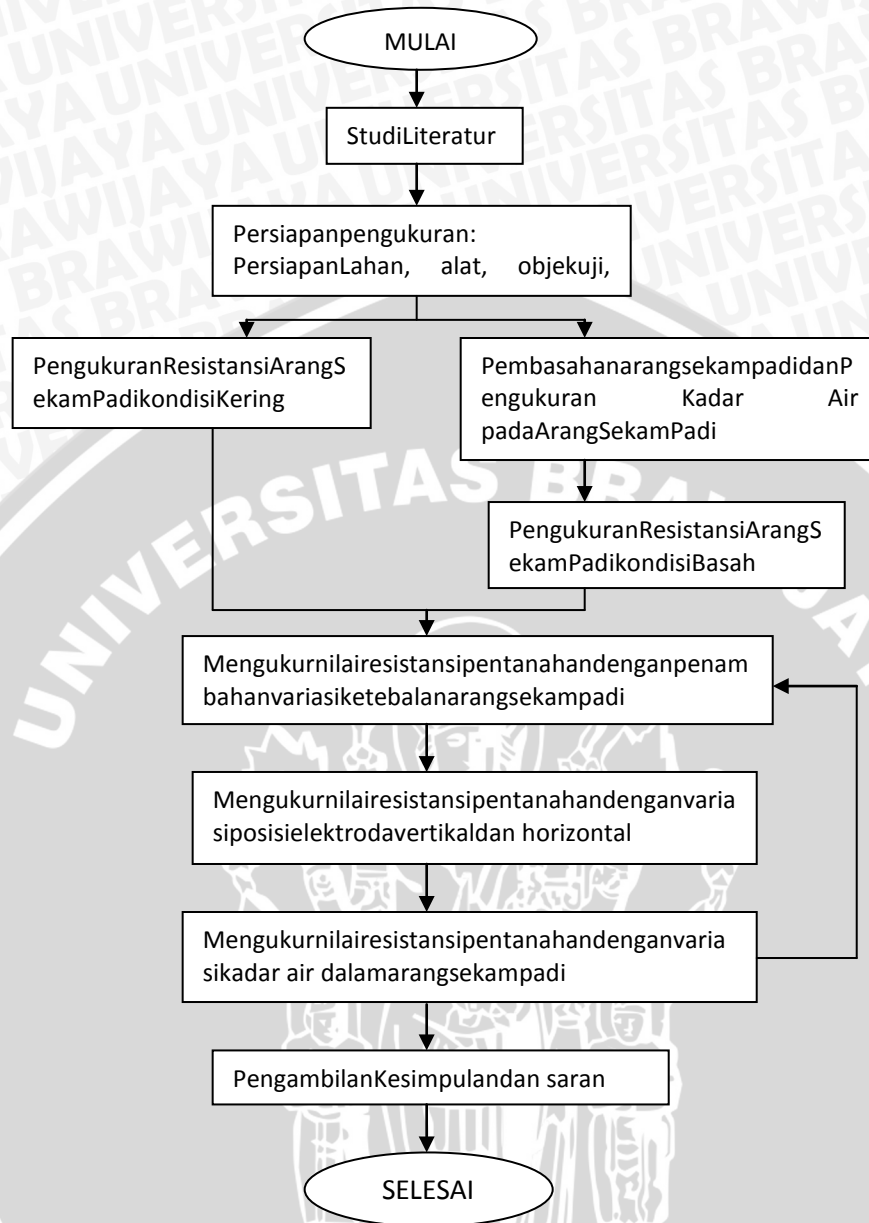 MULAI
StudiLiteratur
Persiapanpengukuran:
PersiapanLahan, alat, objekuji,
PengukuranResistansiArangS
ekamPadikondisiKering
PembasahanarangsekampadidanP
engukuran Kadar Air
padaArangSekamPadi
PengukuranResistansiArangS
ekamPadikondisiBasah
Mengukurnilairesistansipentanahandenganpenam
bahanvariasiketebalanarangsekampadi
Mengukurnilairesistansipentanahandenganvaria
siposisielektrodavertikaldan horizontal
Mengukurnilairesistansipentanahandenganvaria
sikadar air dalamarangsekampadi
PengambilanKesimpulandan saran
SELESAI
UNIVERSITAS